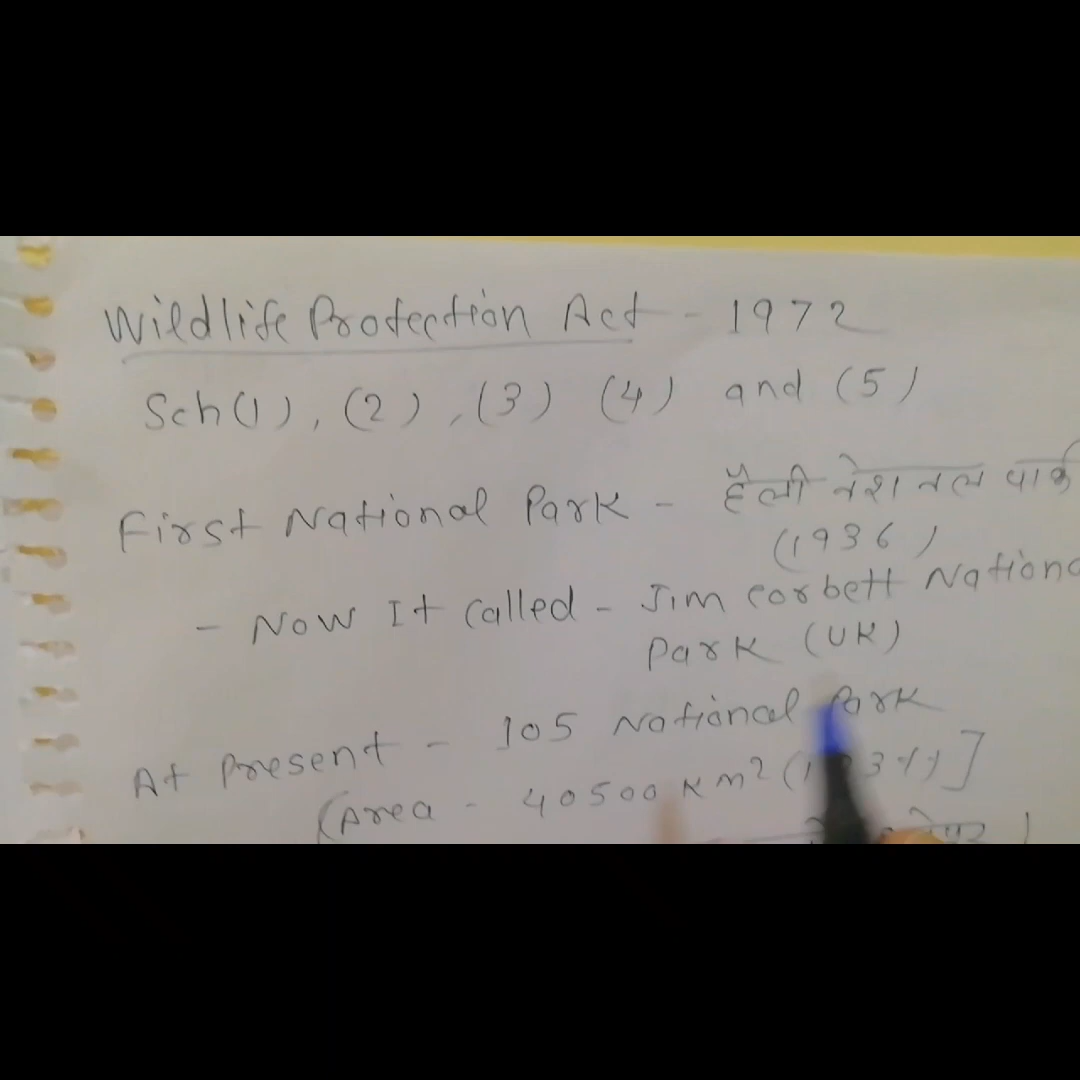 Wildlife Protection Act - 1972
Sch(1), (2), (3) (4) and (5)
First National Park - हैली नेशनल पार्क
(1936)
- Now It called - Jim Corbett Nationa
Park (UK)
At Present - 105 National Park
(Area - 40500 Km²